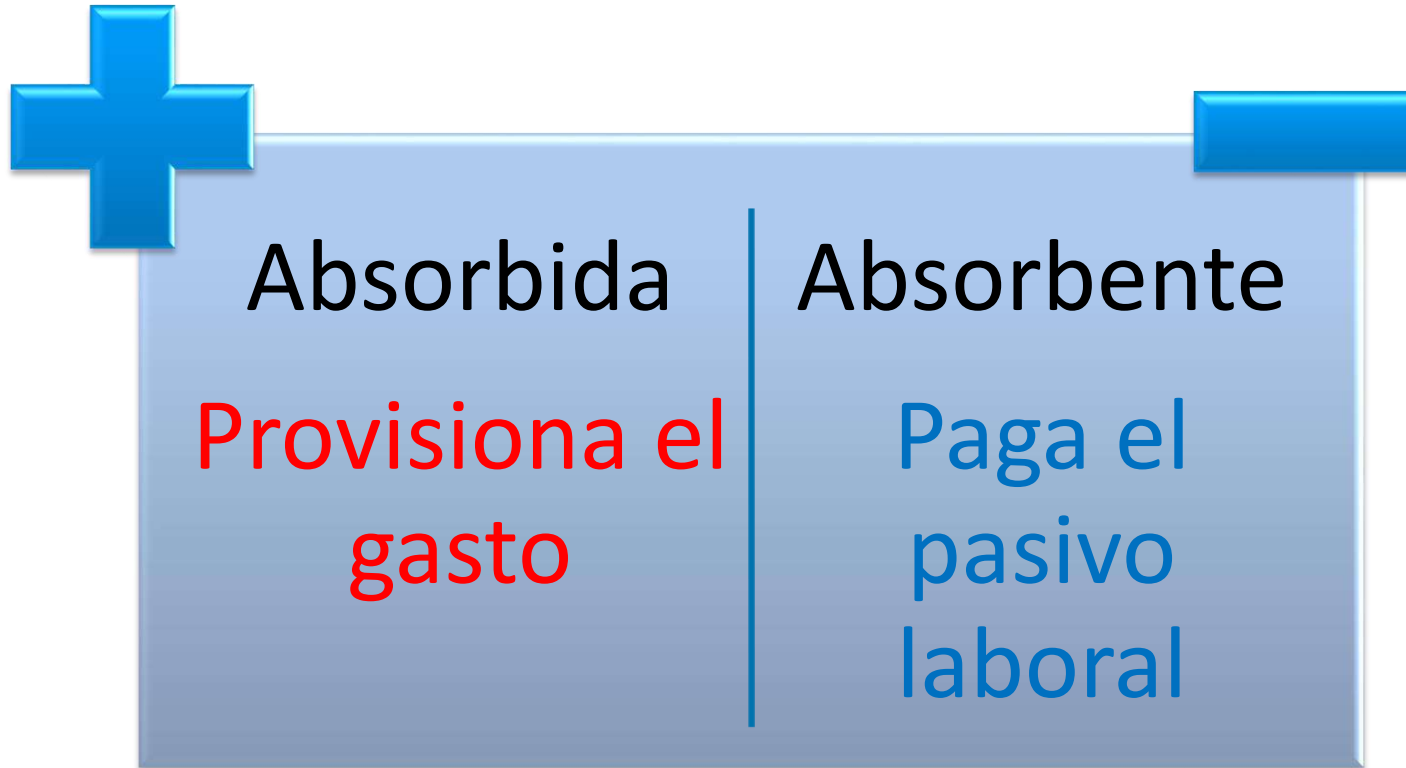 Absorbida
Provisiona el
gasto
Absorbente
Paga el
pasivo
laboral